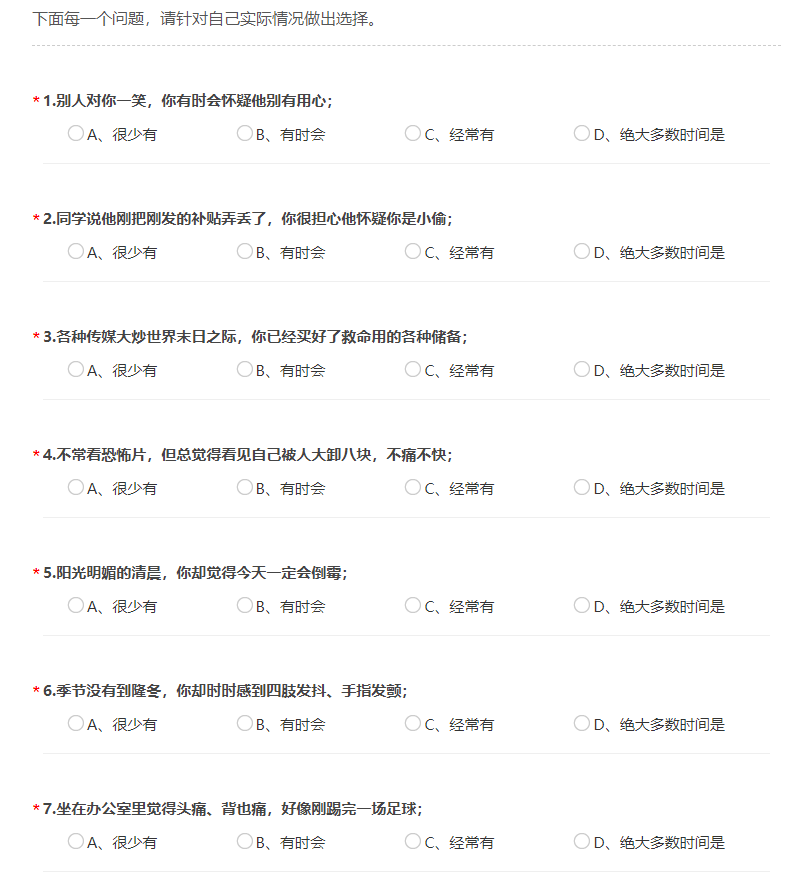 下面每一个问题，请针对自己实际情况做出选择。
*1.别人对你一笑，你有时会怀疑他别有用心；
A、很少有 B、有时会 C、经常有 D、绝大多数时间是
*2.同学说他刚把刚发的补贴弄丢了，你很担心他怀疑你是小偷；
A、很少有 B、有时会 C、经常有 D、绝大多数时间是
*3.各种传媒大炒世界末日之际，你已经买好了救命用的各种储备；
A、很少有 B、有时会 C、经常有 D、绝大多数时间是
*4.不常看恐怖片，但总觉得看见自己被人大卸八块，不痛不快；
A、很少有 B、有时会 C、经常有 D、绝大多数时间是
*5.阳光明媚的清晨，你却觉得今天一定会倒霉；
A、很少有 B、有时会 C、经常有 D、绝大多数时间是
*6.季节没有到隆冬，你却时时感到四肢发抖、手指发颤；
A、很少有 B、有时会 C、经常有 D、绝大多数时间是
*7.坐在办公室里觉得头痛、背也痛，好像刚踢完一场足球；
A、很少有 B、有时会 C、经常有 D、绝大多数时间是